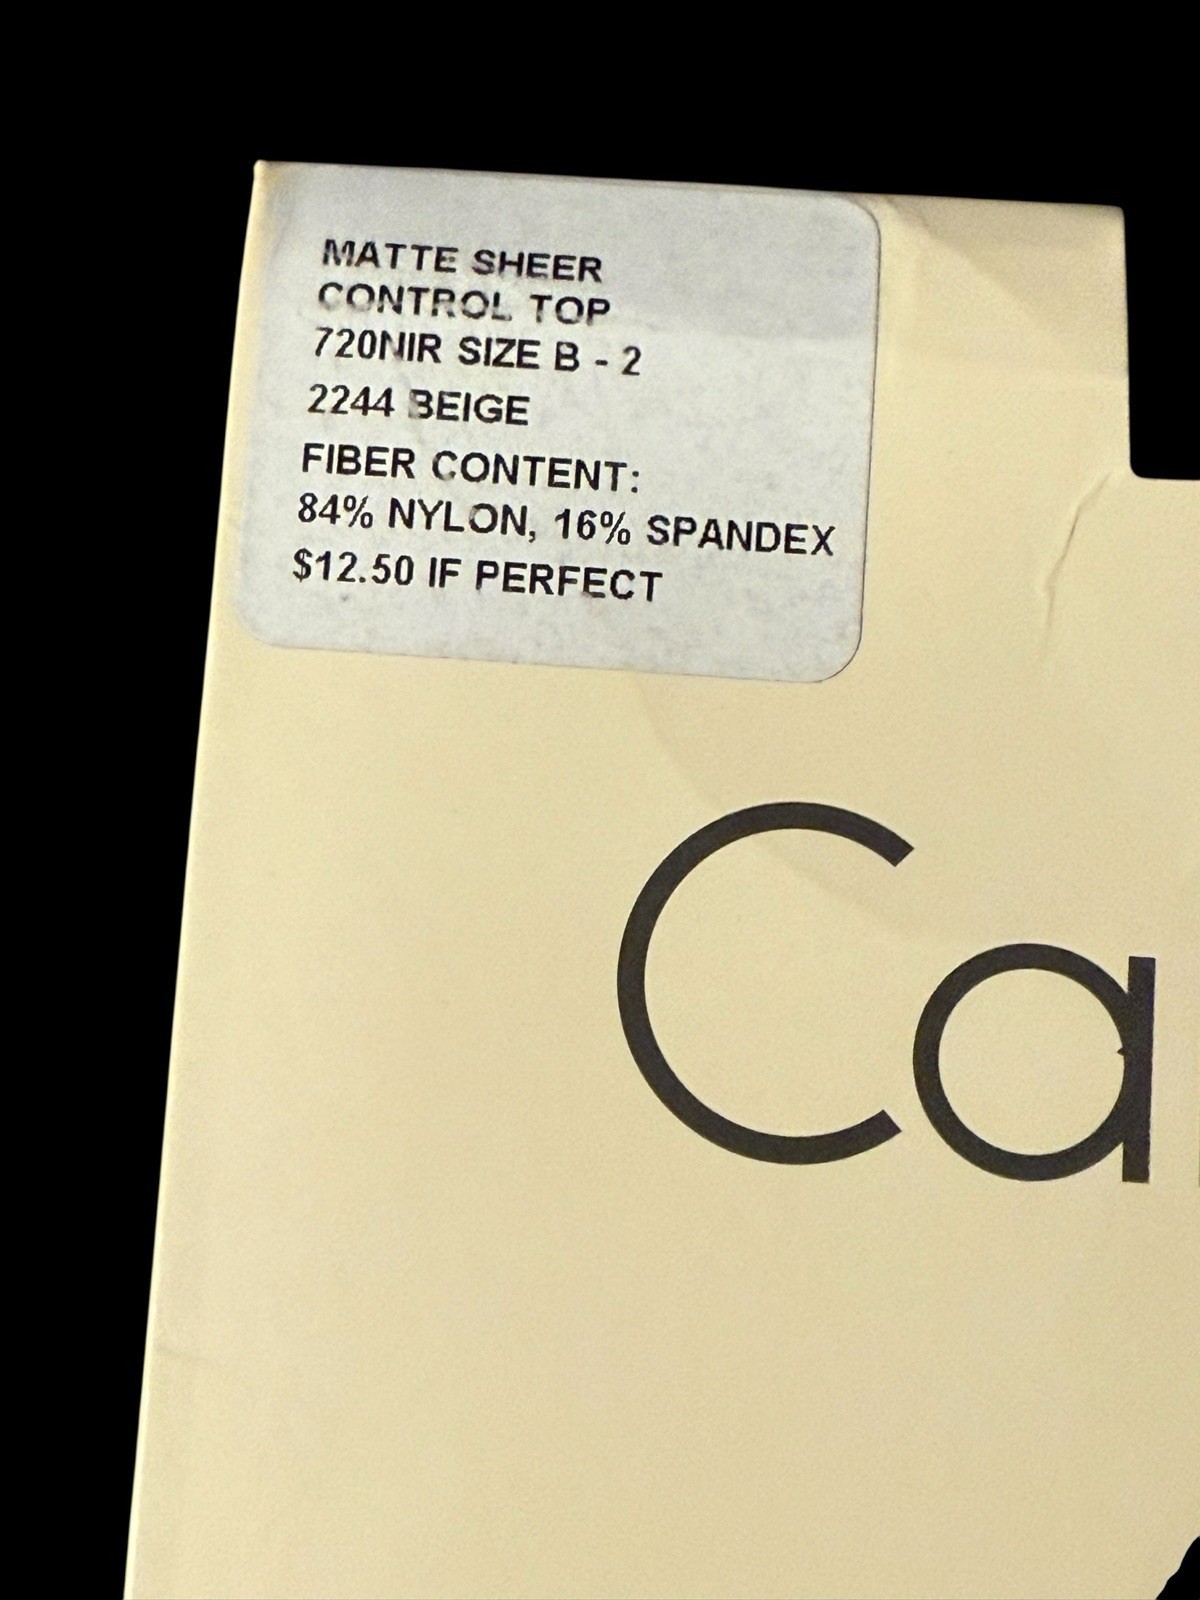 MATTE SHEER
CONTROL TOP
720NIR SIZE B - 2
2244 BEIGE
FIBER CONTENT:
84% NYLON, 16% SPANDEX
$12.50 IF PERFECT
Ca